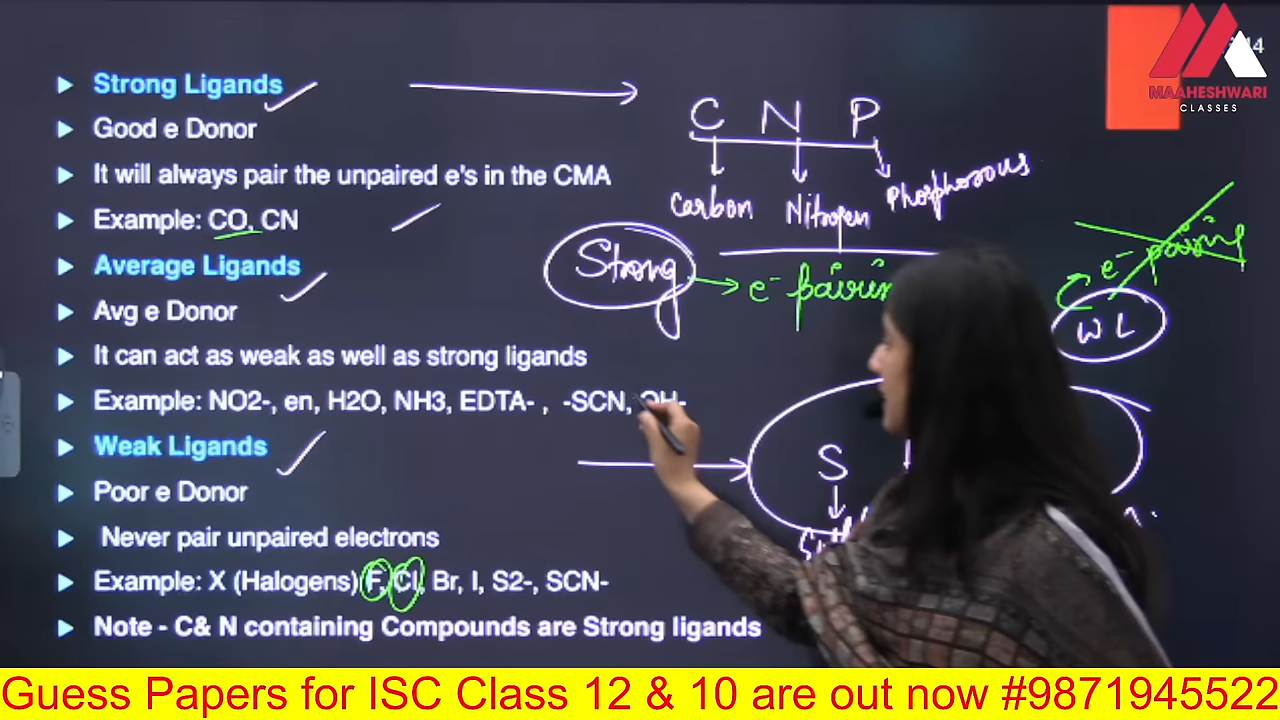 Strong Ligands
Good e Donor
It will always pair the unpaired e's in the CMA
Example: CO, CN
Average Ligands
Avg e Donor
It can act as weak as well as strong ligands
Example: NO2-, en, H2O, NH3, EDTA- , -SCN, OH-
Weak Ligands
Poor e Donor
Never pair unpaired electrons
Example: X (Halogens) F, Cl, Br, I, S2-, SCN-
Note - C& N containing Compounds are Strong ligands
C N P
Carbon Nitrogen Phosphorous
Strong
e-
e- pairing
WL
S
MAAHESHWARI
CLASSES
Guess Papers for ISC Class 12 & 10 are out now #9871945522